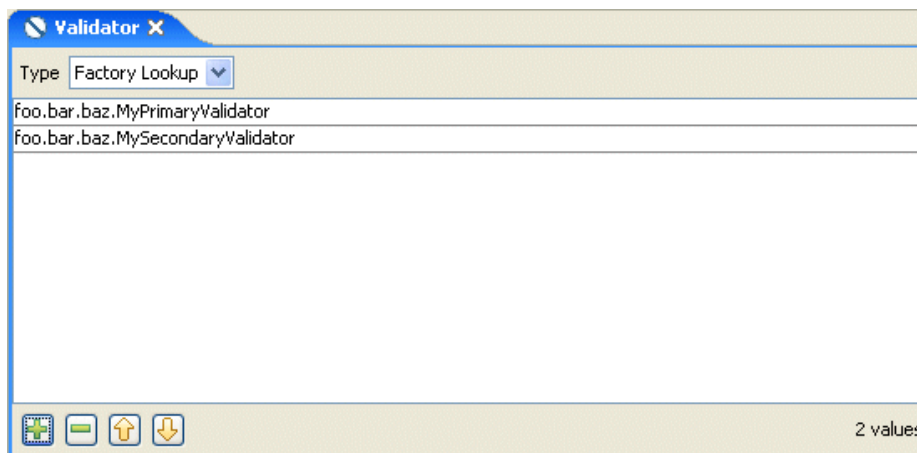 Validator
Type Factory Lookup
foo.bar.baz.MyPrimaryValidator
foo.bar.baz.MySecondaryValidator
2 values